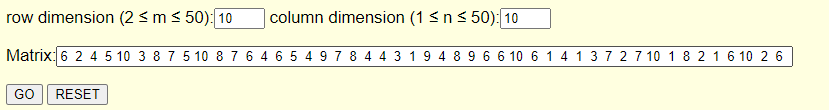 row dimension (2 ≤ m ≤ 50): 10 column dimension (1 ≤ n ≤ 50): 10
Matrix: 6 2 4 5 10 3 8 7 5 10 8 7 6 4 6 5 4 9 7 8 4 4 3 1 9 4 8 9 6 6 10 6 1 4 1 3 7 2 7 10 1 8 2 1 6 10 2 6
GO RESET